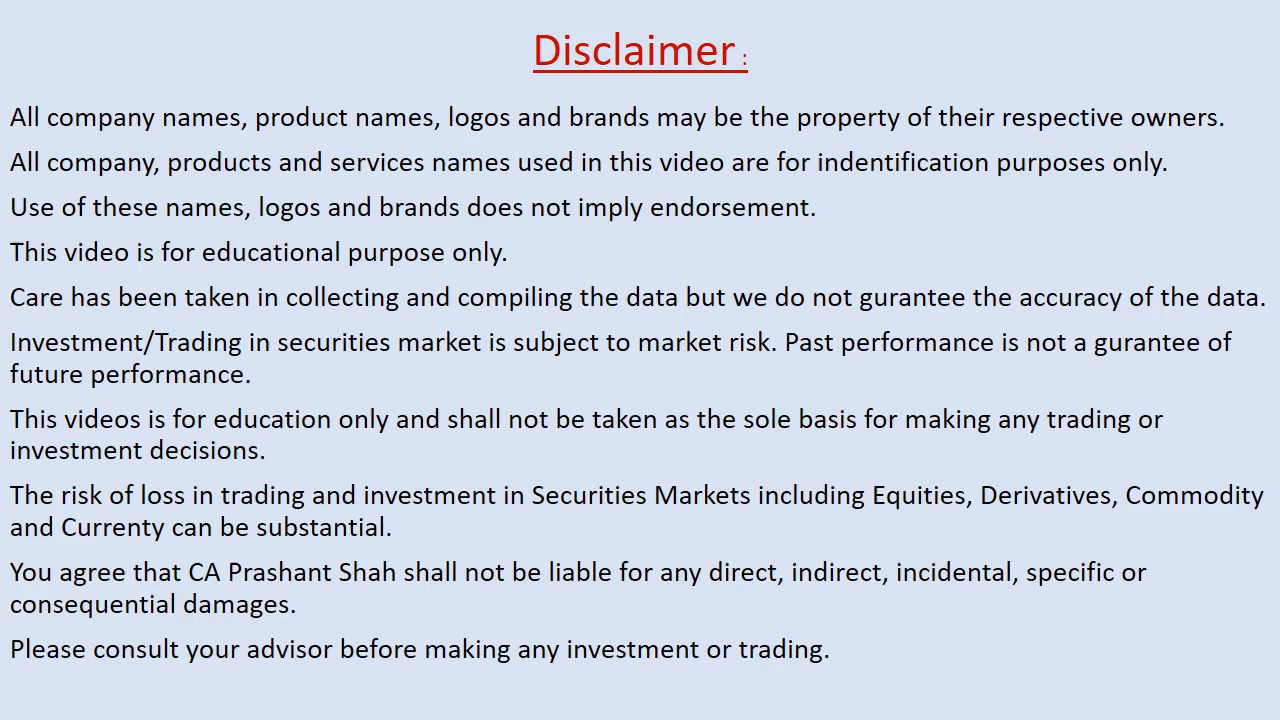 Disclaimer :
All company names, product names, logos and brands may be the property of their respective owners.
All company, products and services names used in this video are for indentification purposes only.
Use of these names, logos and brands does not imply endorsement.
This video is for educational purpose only.
Care has been taken in collecting and compiling the data but we do not gurantee the accuracy of the data.
Investment/Trading in securities market is subject to market risk. Past performance is not a gurantee of
future performance.
This videos is for education only and shall not be taken as the sole basis for making any trading or
investment decisions.
The risk of loss in trading and investment in Securities Markets including Equities, Derivatives, Commodity
and Currenty can be substantial.
You agree that CA Prashant Shah shall not be liable for any direct, indirect, incidental, specific or
consequential damages.
Please consult your advisor before making any investment or trading.